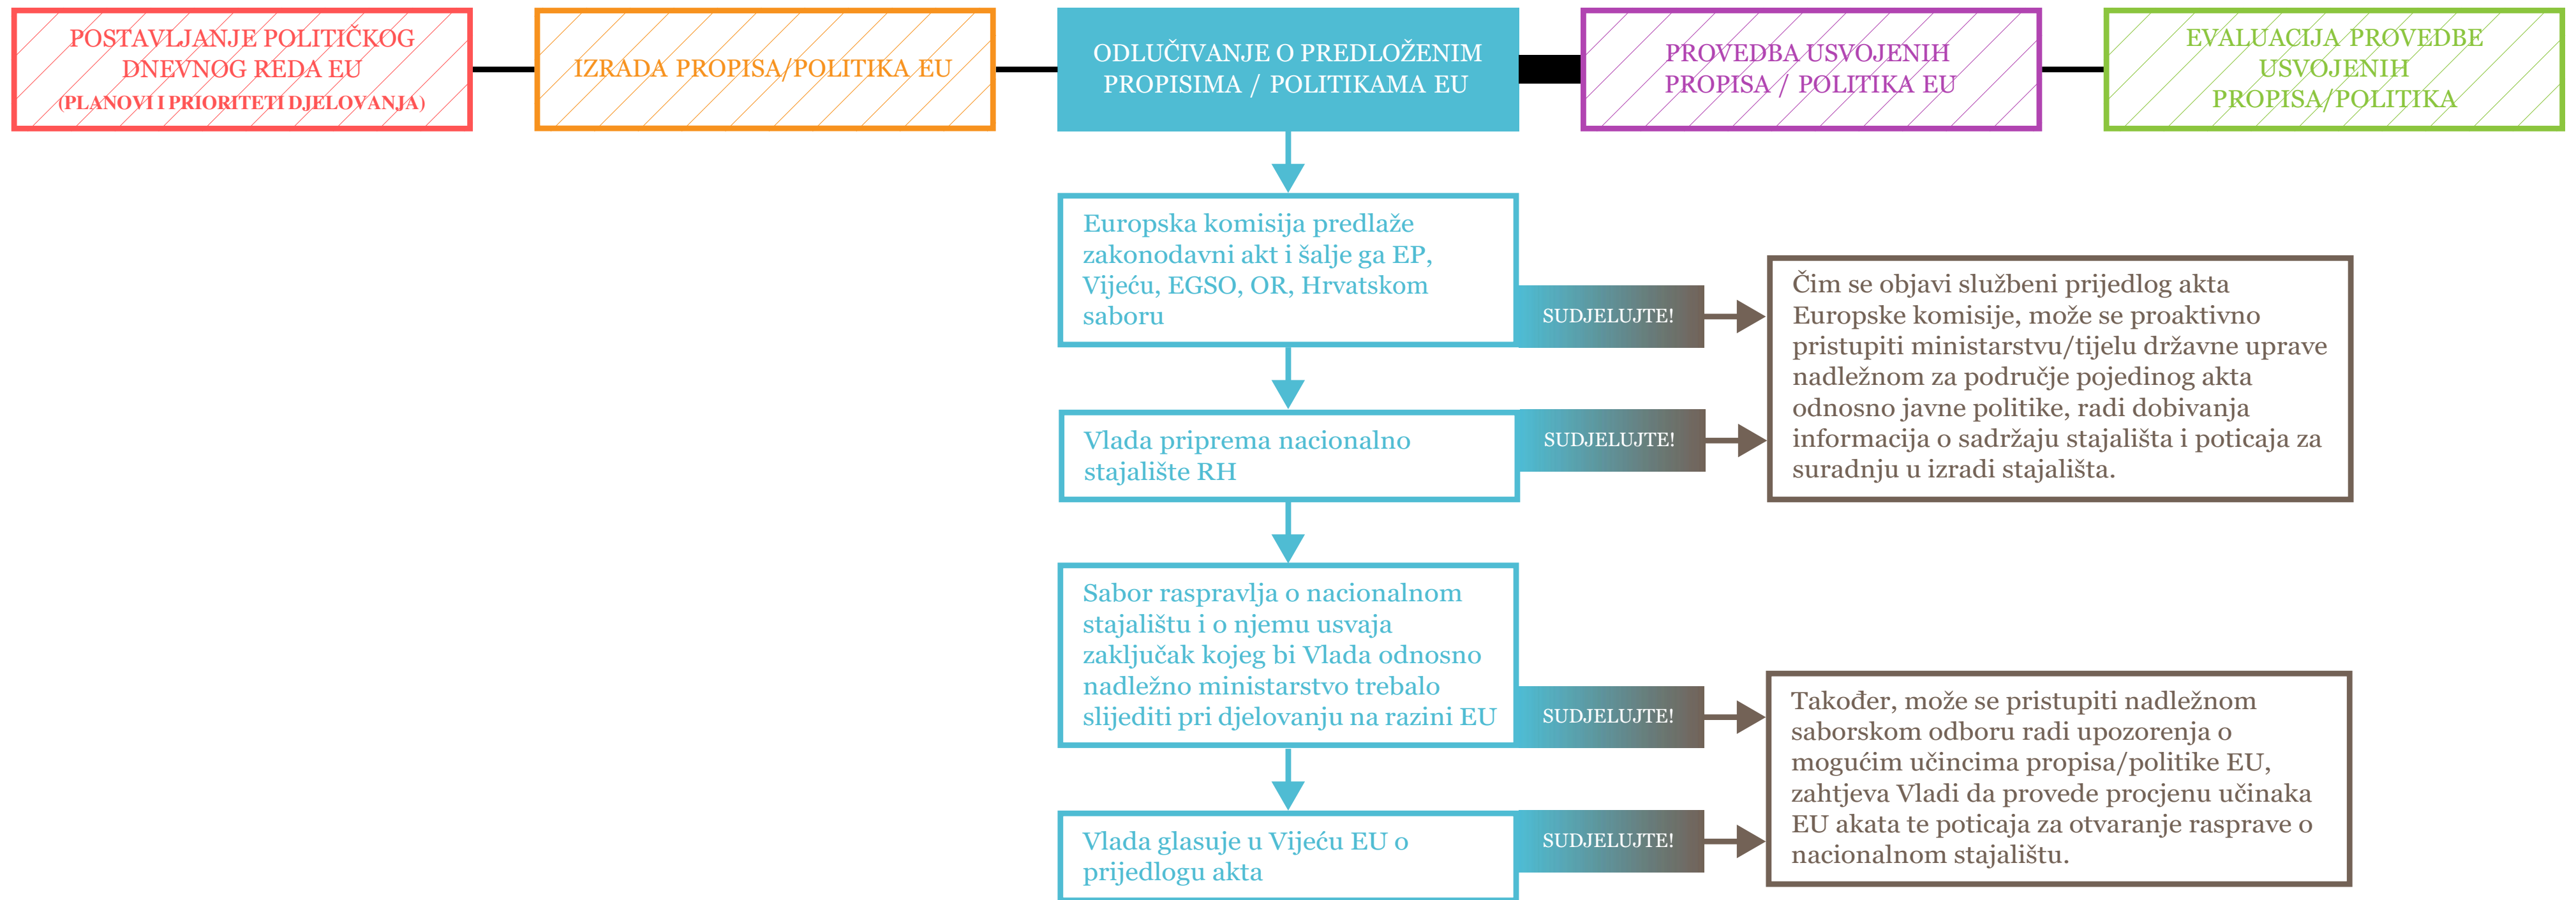 POSTAVLJANJE POLITIČKOG
DNEVNOG REDA EU
(PLANOVI I PRIORITETI DJELOVANJA)
IZRADA PROPISA/POLITIKA EU
ODLUČIVANJE O PREDLOŽENIM
PROPISIMA / POLITIKAMA EU
PROVEDBA USVOJENIH
PROPISA / POLITIKA EU
EVALUACIJA PROVEDBE
USVOJENIH
PROPISA/POLITIKA
Europska komisija predlaže
zakonodavni akt i šalje ga EP,
Vijeću, EGSO, OR, Hrvatskom
saboru
SUDJELUJTE!
Čim se objavi službeni prijedlog akta
Europske komisije, može se proaktivno
pristupiti ministarstvu/tijelu državne uprave
nadležnom za područje pojedinog akta
odnosno javne politike, radi dobivanja
informacija o sadržaju stajališta i poticaja za
suradnju u izradi stajališta.
Vlada priprema nacionalno
stajalište RH
SUDJELUJTE!
Sabor raspravlja o nacionalnom
stajalištu i o njemu usvaja
zaključak kojeg bi Vlada odnosno
nadležno ministarstvo trebalo
slijediti pri djelovanju na razini EU
SUDJELUJTE!
Također, može se pristupiti nadležnom
saborskom odboru radi upozorenja o
mogućim učincima propisa/politike EU,
zahtjeva Vladi da provede procjenu učinaka
EU akata te poticaja za otvaranje rasprave o
nacionalnom stajalištu.
Vlada glasuje u Vijeću EU o
prijedlogu akta
SUDJELUJTE!